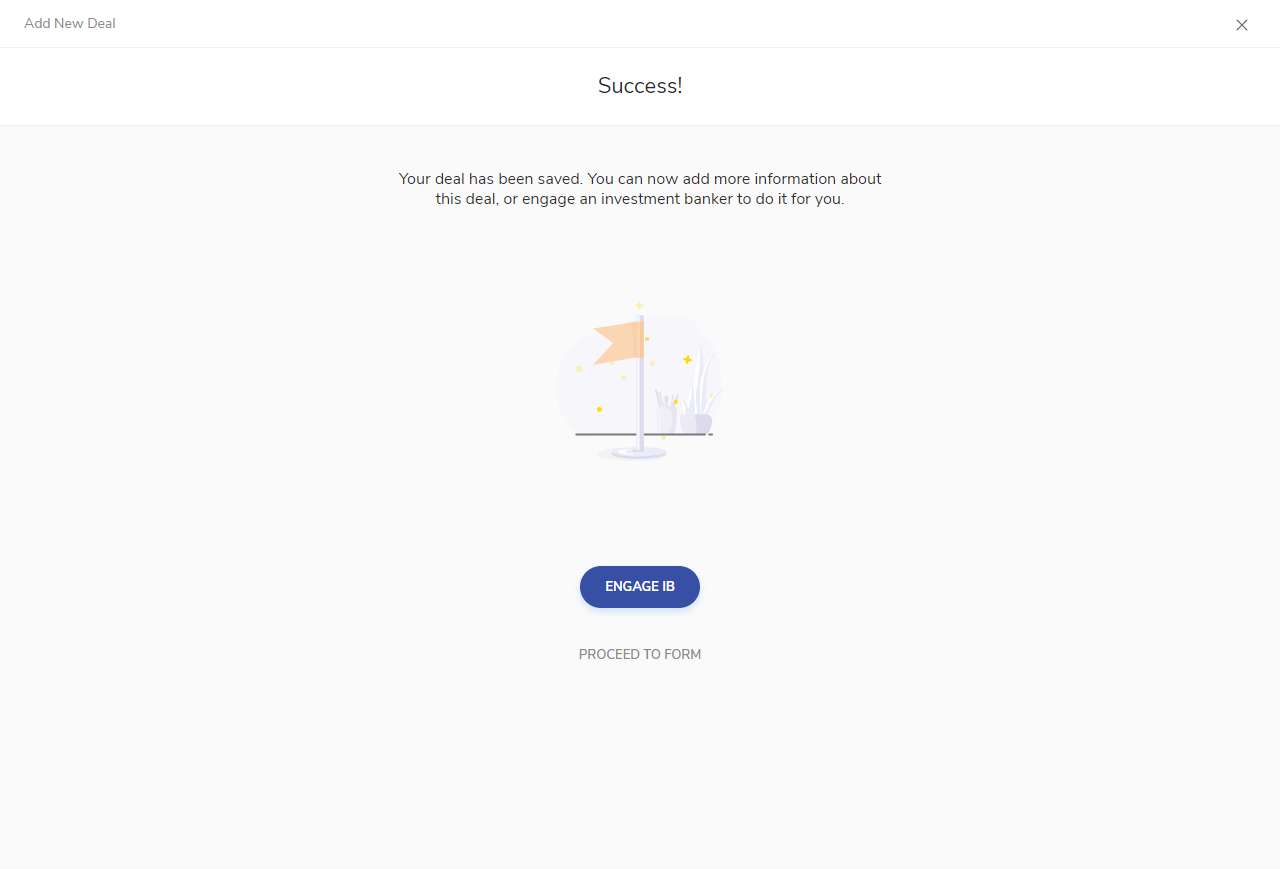 Add New Deal
Success!
Your deal has been saved. You can now add more information about
this deal, or engage an investment banker to do it for you.
ENGAGE IB
PROCEED TO FORM